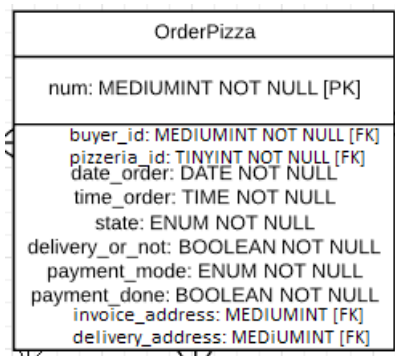 OrderPizza
num: MEDIUMINT NOT NULL [PK]
buyer_id: MEDIUMINT NOT NULL [FK]
pizzeria_id: TINYINT NOT NULL [FK]
date_order: DATE NOT NULL
time_order: TIME NOT NULL
state: ENUM NOT NULL
delivery_or_not: BOOLEAN NOT NULL
payment_mode: ENUM NOT NULL
payment_done: BOOLEAN NOT NULL
invoice_address: MEDIUMINT [FK]
delivery_address: MEDiUMINT [FK]